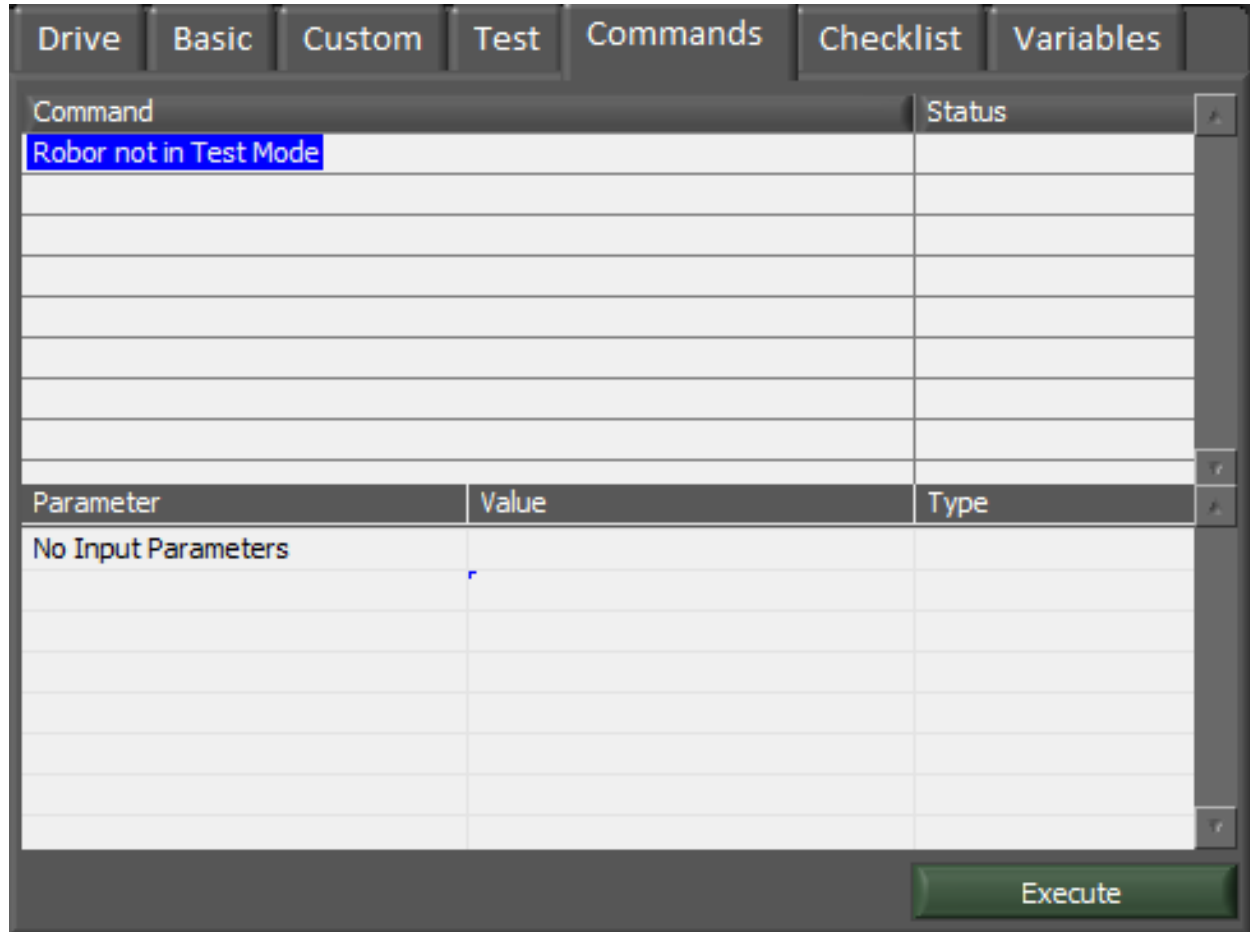 Drive Basic Custom Test Commands Checklist Variables
Command Status
Robor not in Test Mode
Parameter Value Type
No Input Parameters
Execute